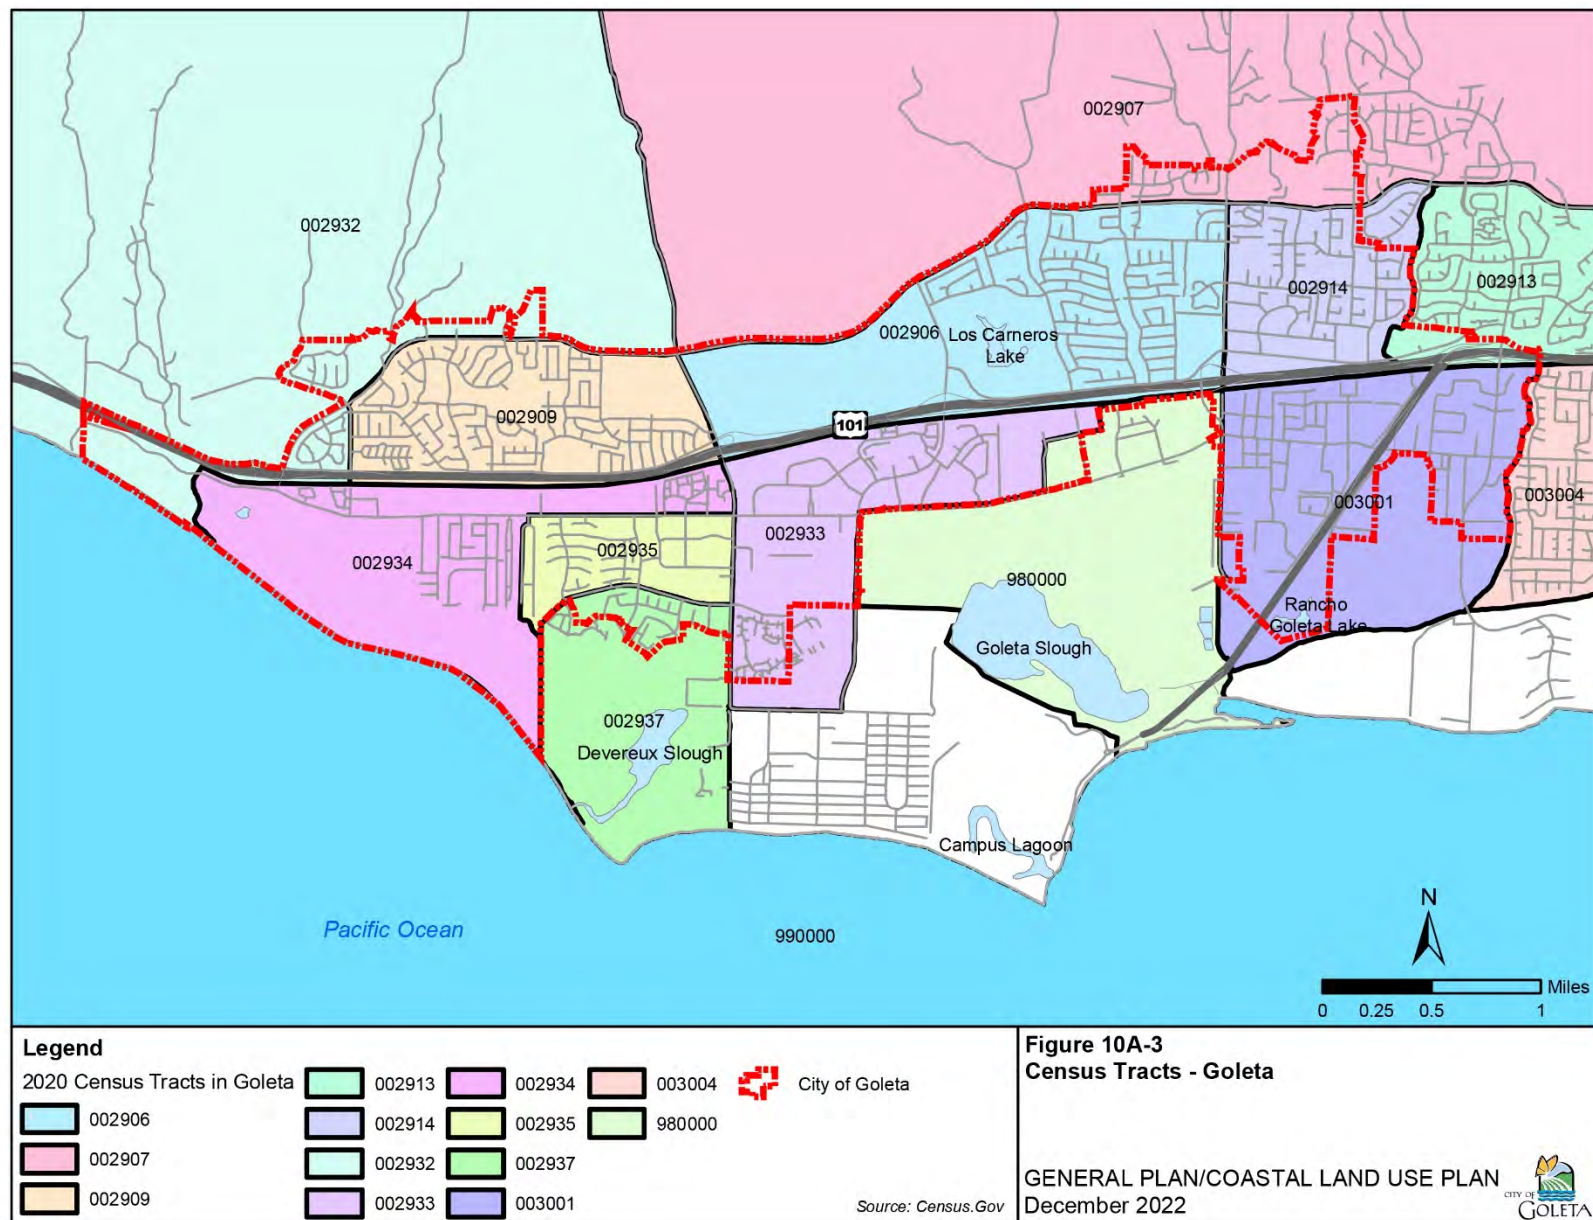 002907
002932
002914
002913
002906
Los Carneros
Lake
002909
101
003001
003004
002934
002935
002933
980000
Rancho
Goleta Lake
Goleta Slough
002937
Devereux Slough
Campus Lagoon
Pacific Ocean
990000
N
Miles
0 0.25 0.5 1
Legend
2020 Census Tracts in Goleta
002906
002907
002909
002913
002914
002932
002933
002934
002935
002937
003001
003004
980000
City of Goleta
Source: Census.Gov
Figure 10A-3
Census Tracts - Goleta
GENERAL PLAN/COASTAL LAND USE PLAN
December 2022
CITY OF
GOLETA